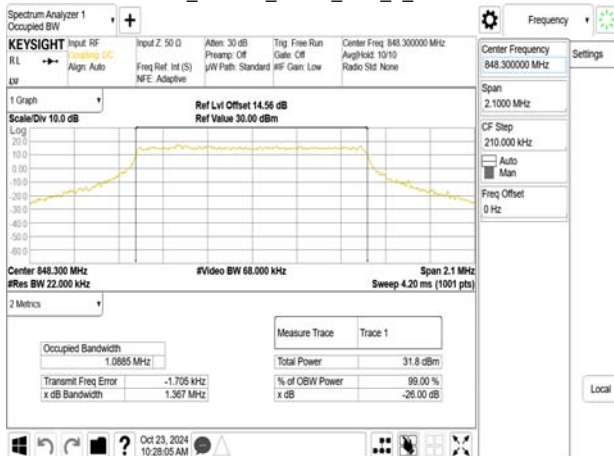 Spectrum Analyzer 1
Occupied BW
Frequency
KEYSIGHT
RL
Input: RF
Coupling: DC
Align: Auto
Input Z: 50 Ω
Freq Ref: Int (S)
NFE: Adaptive
Atten: 30 dB
Preamp: Off
µW Path: Standard
Trig: Free Run
Gate: Off
#IF Gain: Low
Center Freq: 848.300000 MHz
Avg|Hold: 10/10
Radio Std: None
Center Frequency
848.300000 MHz
Settings
Span
2.1000 MHz
CF Step
210.000 kHz
Auto
Man
Freq Offset
0 Hz
1 Graph
Scale/Div 10.0 dB
Ref Lvl Offset 14.56 dB
Ref Value 30.00 dBm
Log
20.0
10.0
0.00
-10.0
-20.0
-30.0
-40.0
-50.0
-60.0
Center 848.300 MHz
#Res BW 22.000 kHz
#Video BW 68.000 kHz
Span 2.1 MHz
Sweep 4.20 ms (1001 pts)
2 Metrics
Measure Trace Trace 1
Occupied Bandwidth
1.0885 MHz
Total Power 31.8 dBm
Transmit Freq Error -1.705 kHz
% of OBW Power 99.00 %
x dB Bandwidth 1.367 MHz
x dB -26.00 dB
Local
?
Oct 23, 2024
10:28:05 AM